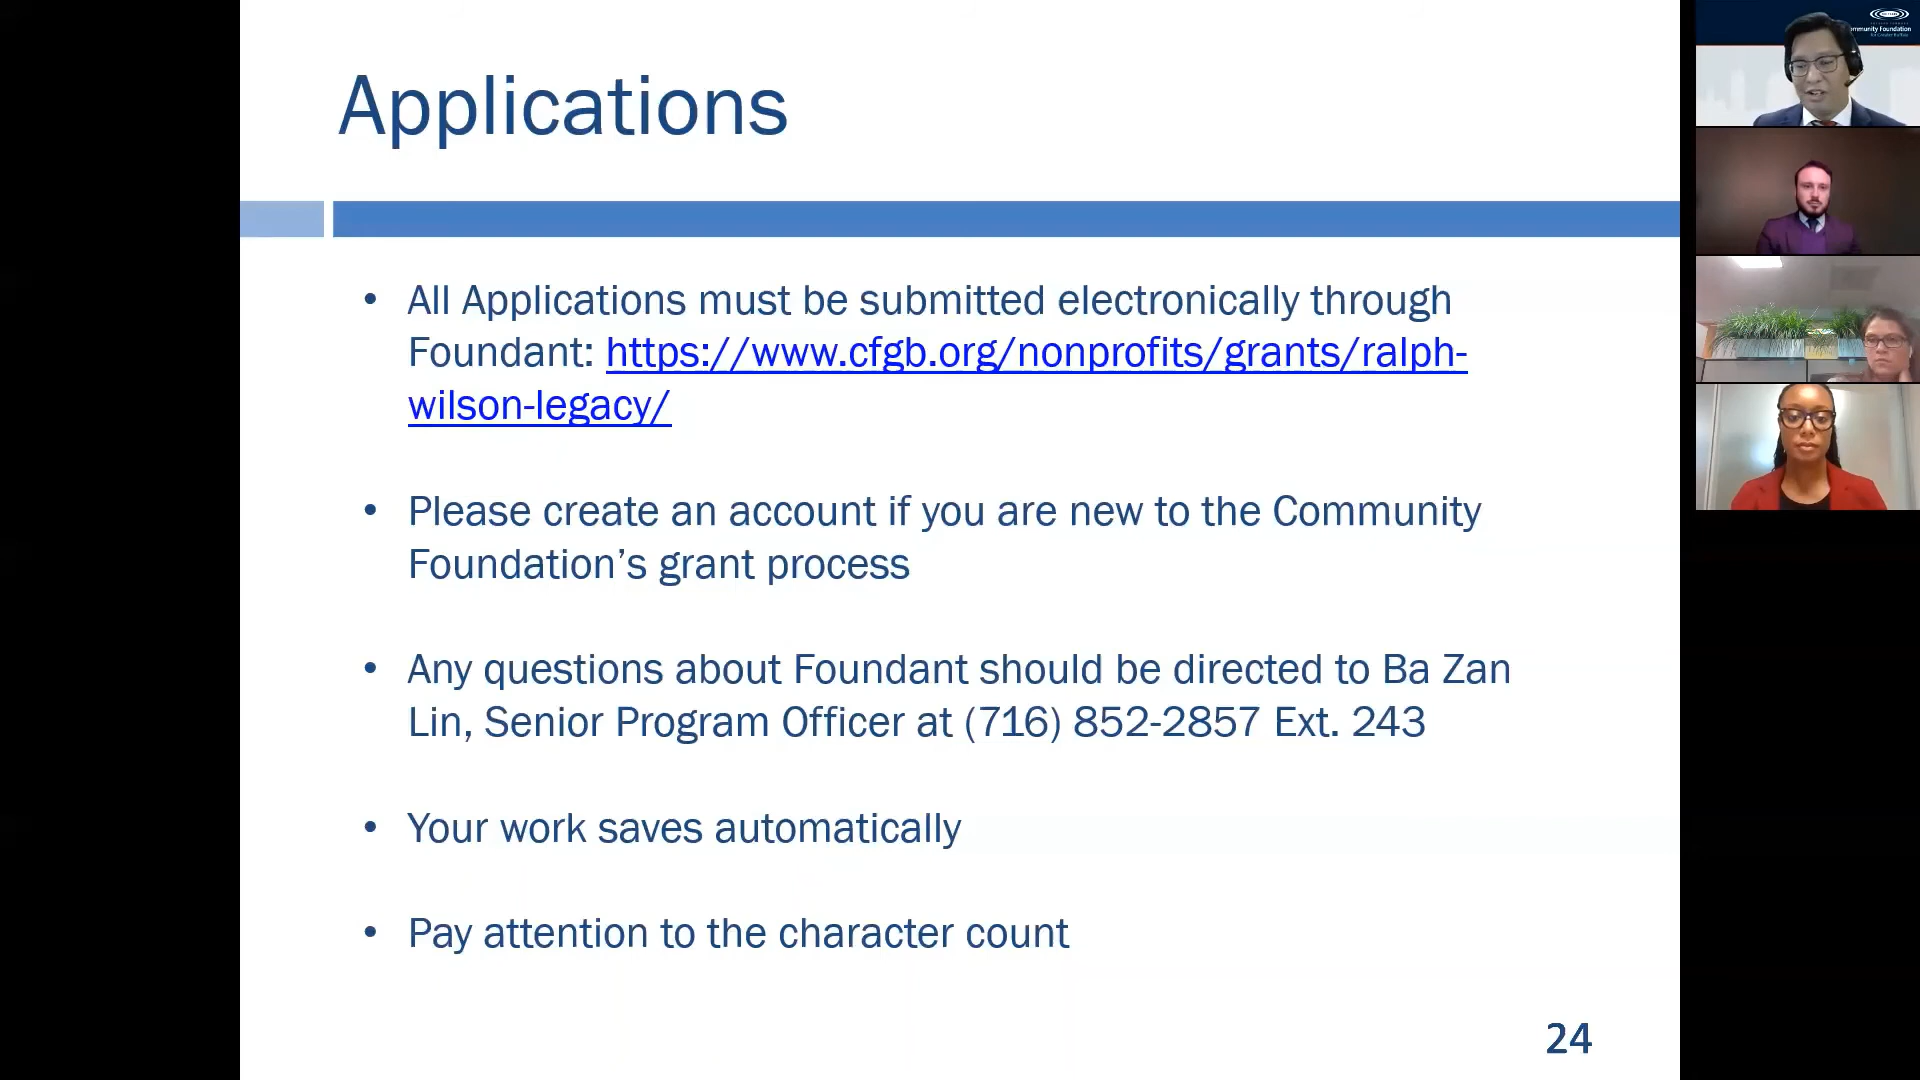 Applications
• All Applications must be submitted electronically through
Foundant: https://www.cfgb.org/nonprofits/grants/ralph-
wilson-legacy/
• Please create an account if you are new to the Community
Foundation’s grant process
• Any questions about Foundant should be directed to Ba Zan
Lin, Senior Program Officer at (716) 852-2857 Ext. 243
• Your work saves automatically
• Pay attention to the character count
24
Community Foundation